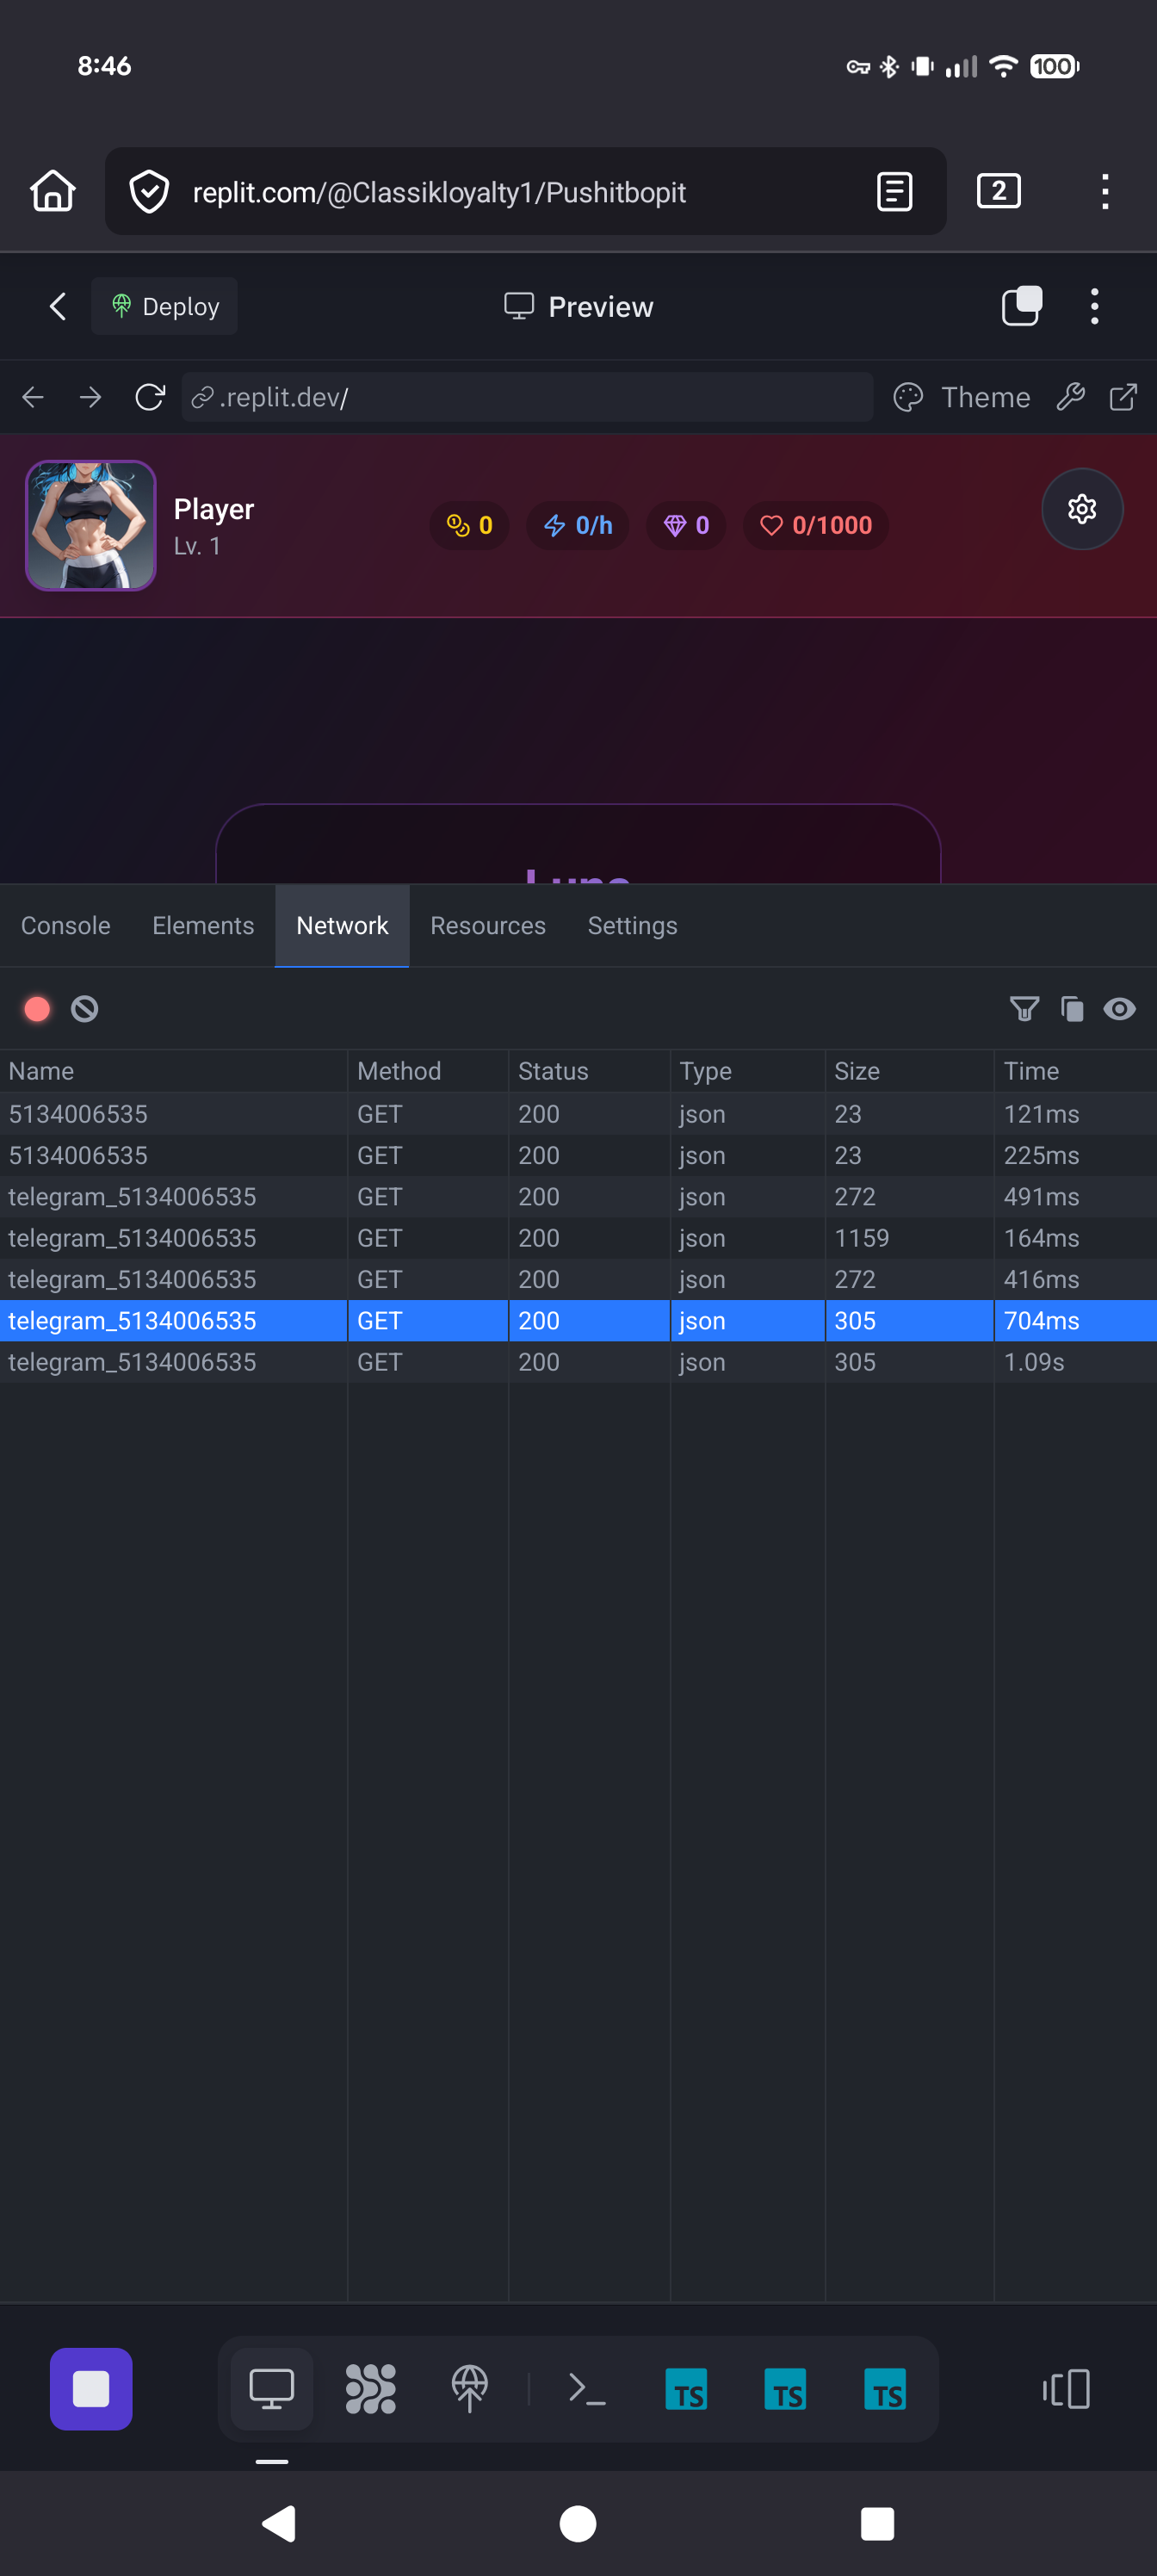 8:46
100
replit.com/@Classikloyalty1/Pushitbopit
2
Deploy
Preview
.replit.dev/
Theme
Player
Lv. 1
0
0/h
0
0/1000
Luna
Console Elements Network Resources Settings
Name Method Status Type Size Time
5134006535 GET 200 json 23 121ms
5134006535 GET 200 json 23 225ms
telegram_5134006535 GET 200 json 272 491ms
telegram_5134006535 GET 200 json 1159 164ms
telegram_5134006535 GET 200 json 272 416ms
telegram_5134006535 GET 200 json 305 704ms
telegram_5134006535 GET 200 json 305 1.09s
TS TS TS